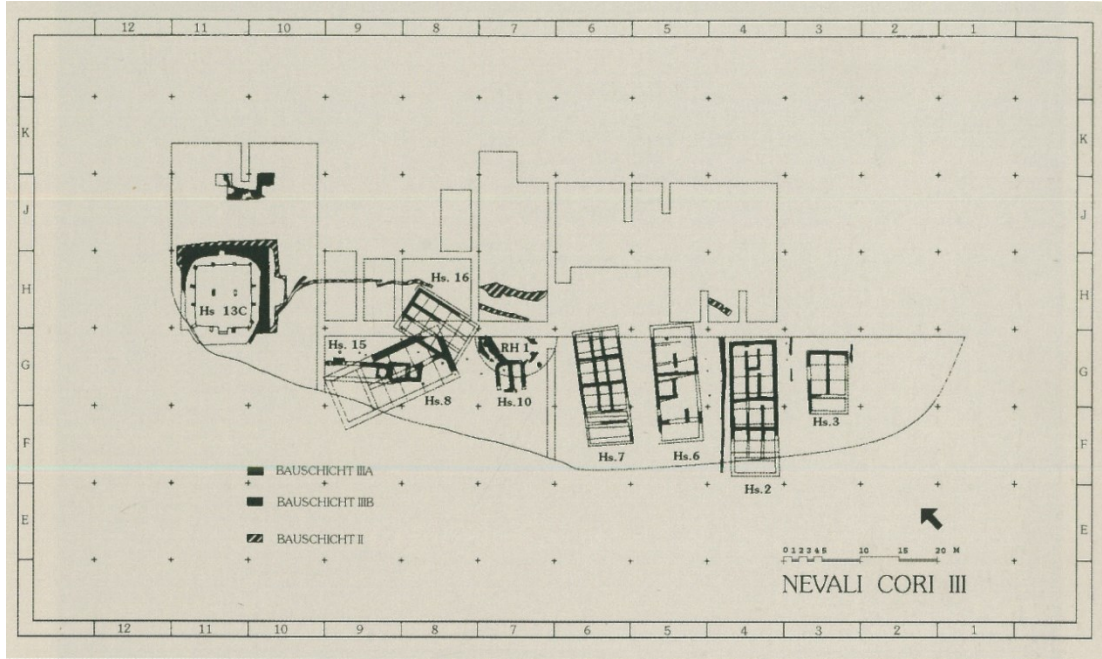 12 11 10 9 8 7 6 5 4 3 2 1
K K
J J
Hs. 16
H H
Hs 13C
Hs. 15 RH 1
G G
Hs.8 Hs.10 Hs.3
F F
Hs.7 Hs.6
Hs.2
BAUSCHICHT IIIA
BAUSCHICHT IIIB
E E
BAUSCHICHT II
0 1 2 3 4 5 10 15 20 M
NEVALI CORI III
12 11 10 9 8 7 6 5 4 3 2 1